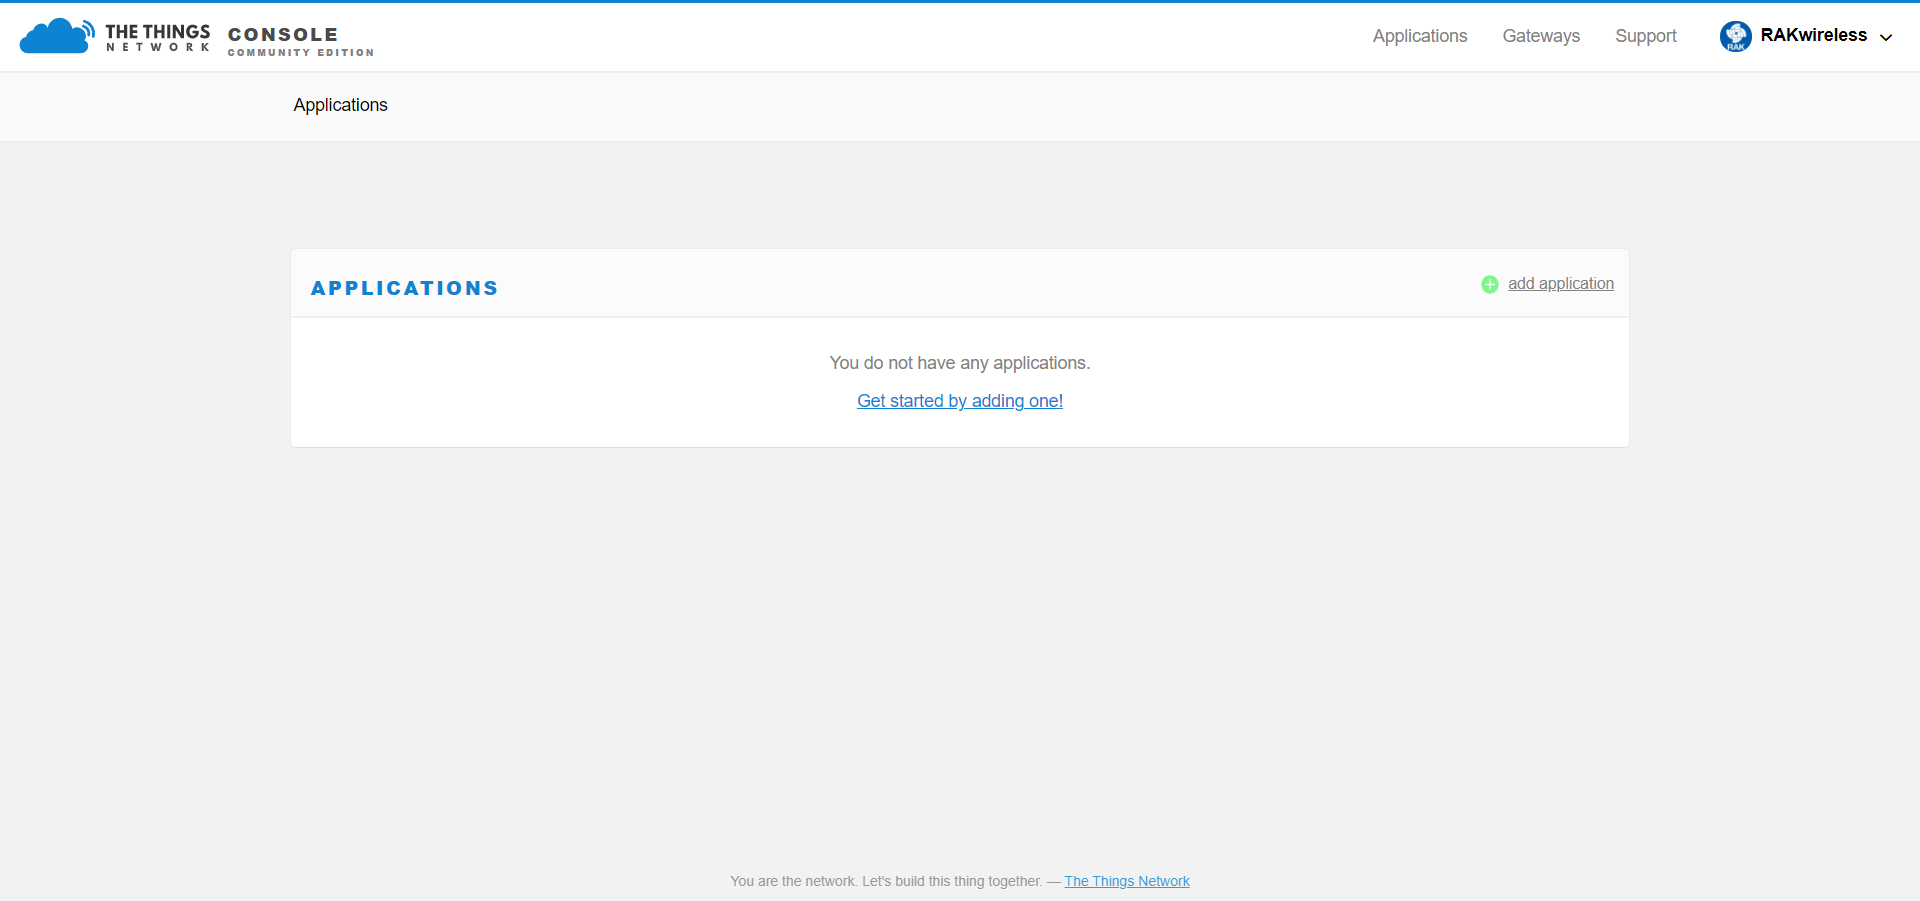 THE THINGS NETWORK
CONSOLE
COMMUNITY EDITION
Applications Gateways Support RAK RAKwireless
Applications
APPLICATIONS
add application
You do not have any applications.
Get started by adding one!
You are the network. Let's build this thing together. — The Things Network